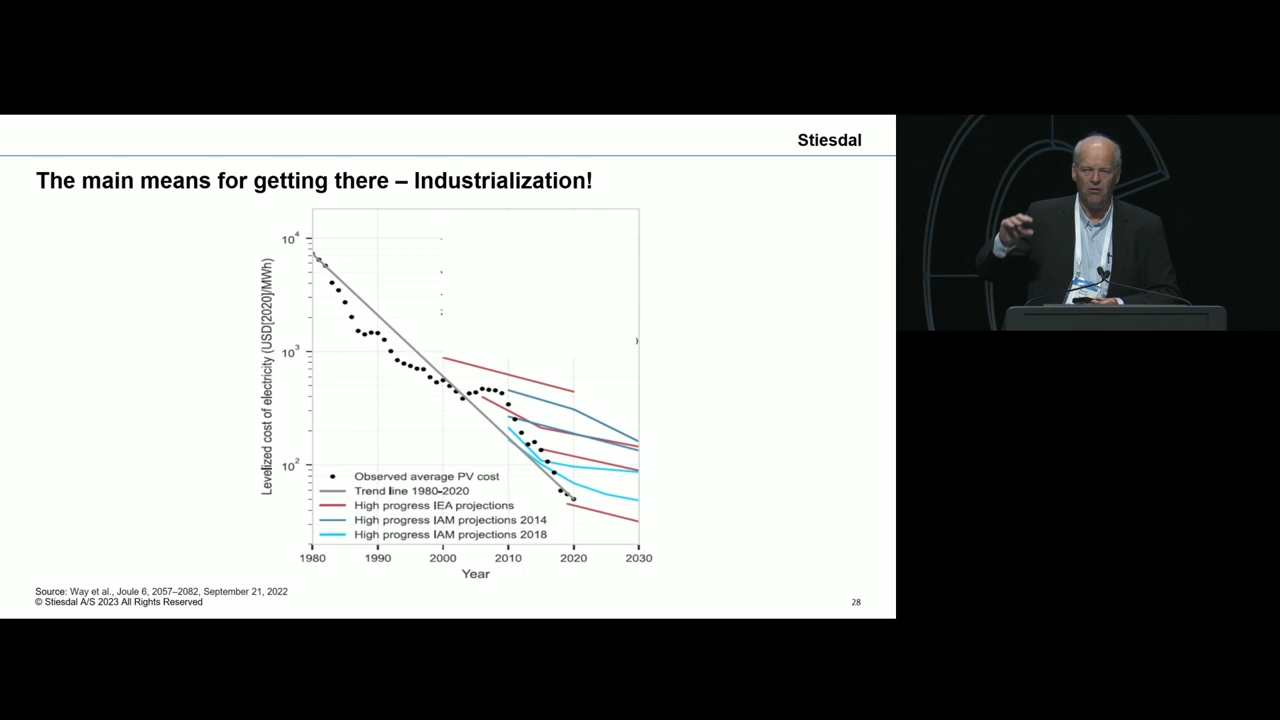 Stiesdal
The main means for getting there – Industrialization!
Levelized cost of electricity (USD[2020]/MWh)
10⁴
10³
10²
Observed average PV cost
Trend line 1980-2020
High progress IEA projections
High progress IAM projections 2014
High progress IAM projections 2018
1980 1990 2000 2010 2020 2030
Year
Source: Way et al., Joule 6, 2057–2082, September 21, 2022
© Stiesdal A/S 2023 All Rights Reserved
28